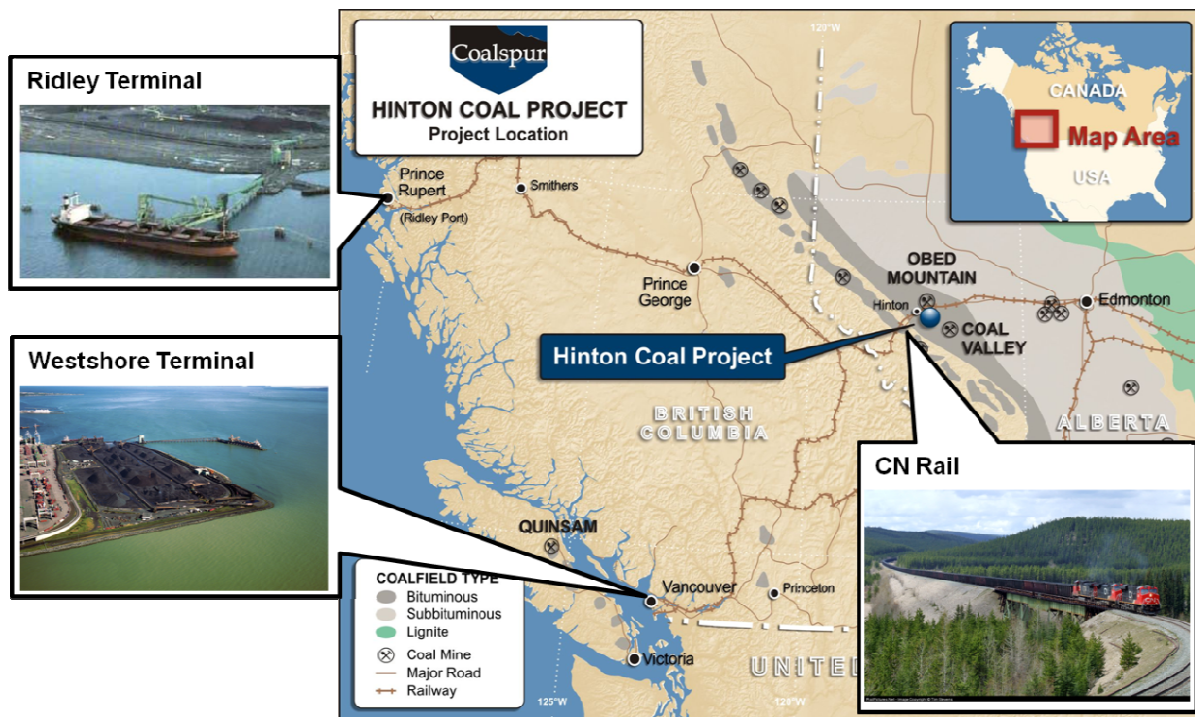 Ridley Terminal
Westshore Terminal
Coalspur
HINTON COAL PROJECT
Project Location
120°W
CANADA
Map Area
USA
Prince
Rupert
(Ridley Port)
Smithers
Prince
George
OBED
MOUNTAIN
Hinton
Edmonton
COAL
VALLEY
Hinton Coal Project
BRITISH
COLUMBIA
ALBERTA
CN Rail
QUINSAM
Vancouver
Princeton
Victoria
UNITED
COALFIELD TYPE
Bituminous
Subbituminous
Lignite
Coal Mine
Major Road
Railway
125°W
120°W